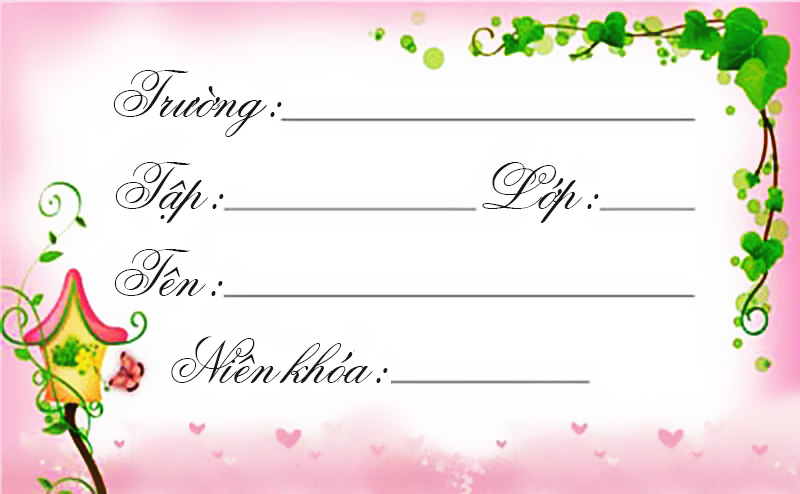 Trường :
Tập : Lớp :
Tên :
Niên khóa :